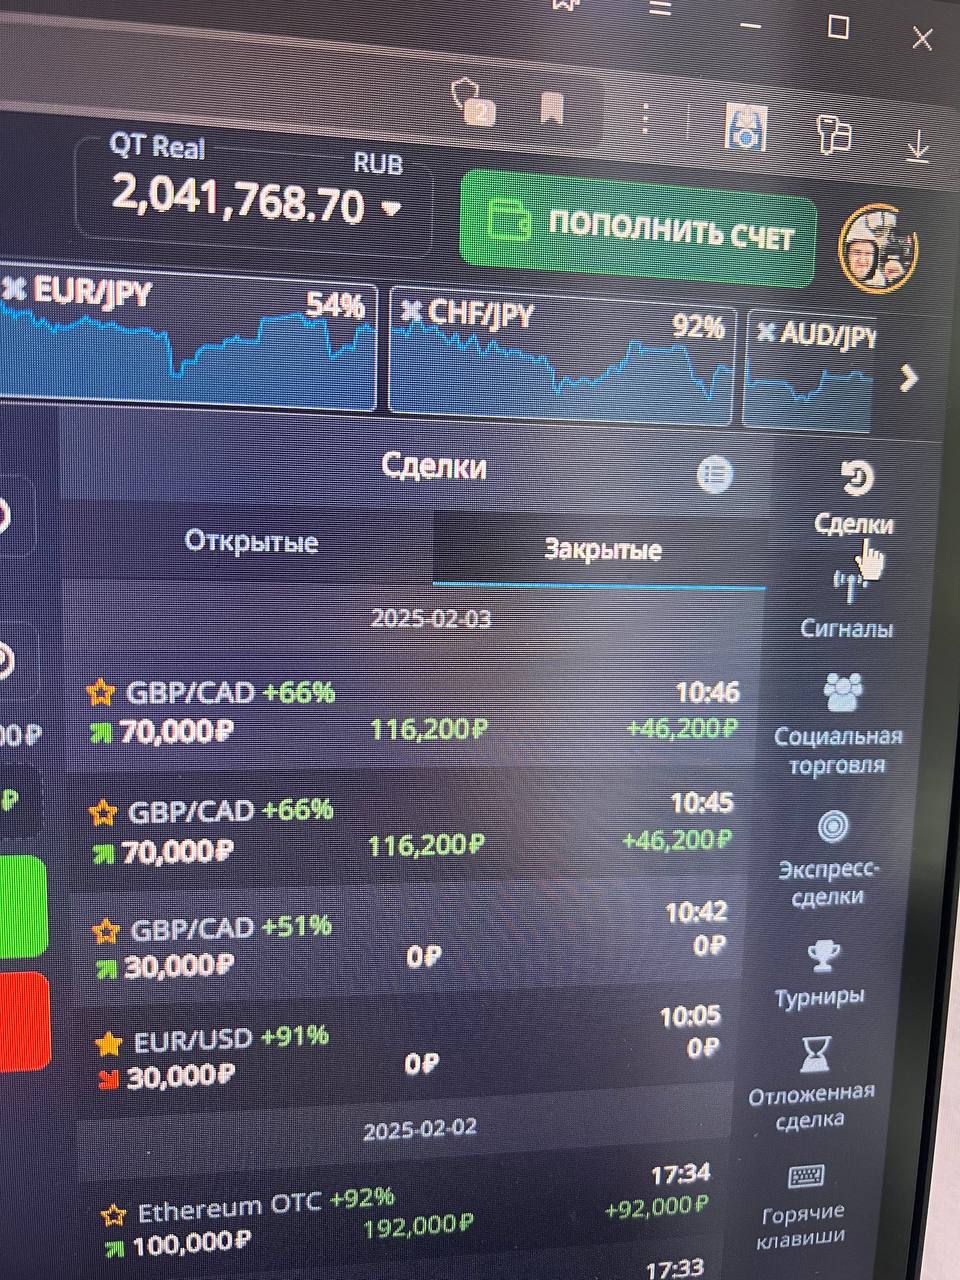 2
QT Real
RUB
2,041,768.70
ПОПОЛНИТЬ СЧЕТ
EUR/JPY 54%
CHF/JPY 92%
AUD/JPY
Сделки
Открытые
Закрытые
2025-02-03
GBP/CAD +66% 10:46
70,000₽ 116,200₽ +46,200₽
GBP/CAD +66% 10:45
70,000₽ 116,200₽ +46,200₽
GBP/CAD +51% 10:42
30,000₽ 0₽ 0₽
EUR/USD +91% 10:05
30,000₽ 0₽ 0₽
2025-02-02
Ethereum OTC +92% 17:34
100,000₽ 192,000₽ +92,000₽
17:33
00₽
₽
Сделки
Сигналы
Социальная
торговля
Экспресс-
сделки
Турниры
Отложенная
сделка
Горячие
клавиши